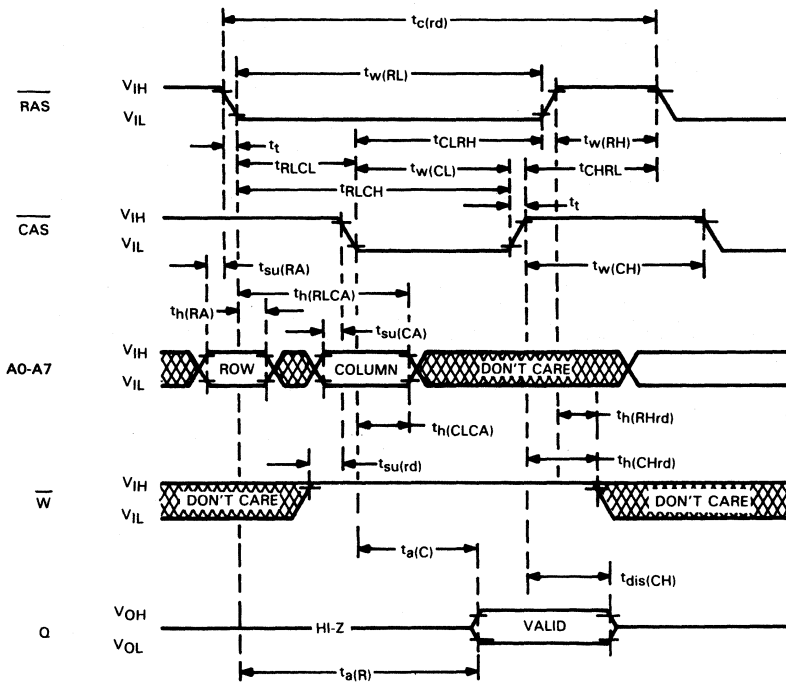 tc(rd)
tw(RL)
RAS
VIH
VIL
tCLRH
tw(RH)
tt
tRLCL
tw(CL)
tCHRL
tRLCH
tt
CAS
VIH
VIL
tsu(RA)
tw(CH)
th(RLCA)
th(RA)
tsu(CA)
A0-A7
VIH
VIL
ROW
COLUMN
DON'T CARE
th(RHrd)
th(CLCA)
tsu(rd)
th(CHrd)
W
VIH
VIL
DON'T CARE
DON'T CARE
ta(C)
tdis(CH)
Q
VOH
VOL
HI-Z
VALID
ta(R)